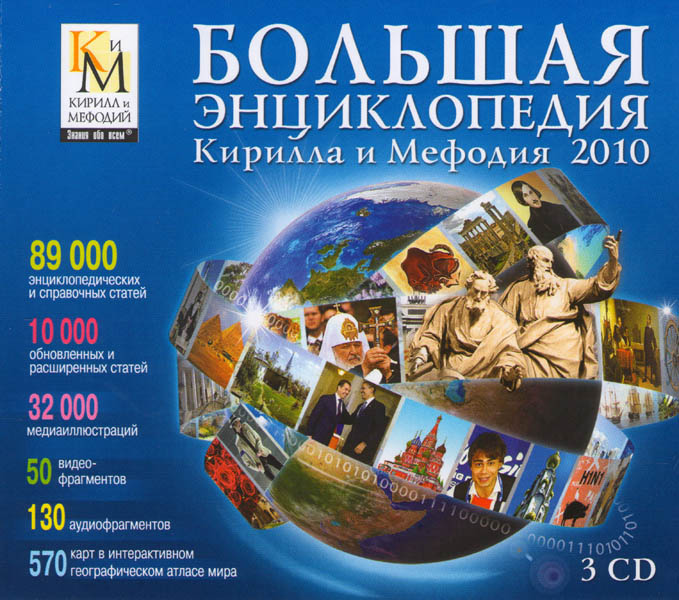 К и
М
КИРИЛЛ и
МЕФОДИЙ
Знания обо всем®
БОЛЬШАЯ
ЭНЦИКЛОПЕДИЯ
Кирилла и Мефодия 2010
89 000
энциклопедических
и справочных статей
10 000
обновленных и
расширенных статей
32 000
медиаиллюстраций
50 видео-
фрагментов
130 аудиофрагментов
570 карт в интерактивном
географическом атласе мира
H1N1
3 CD